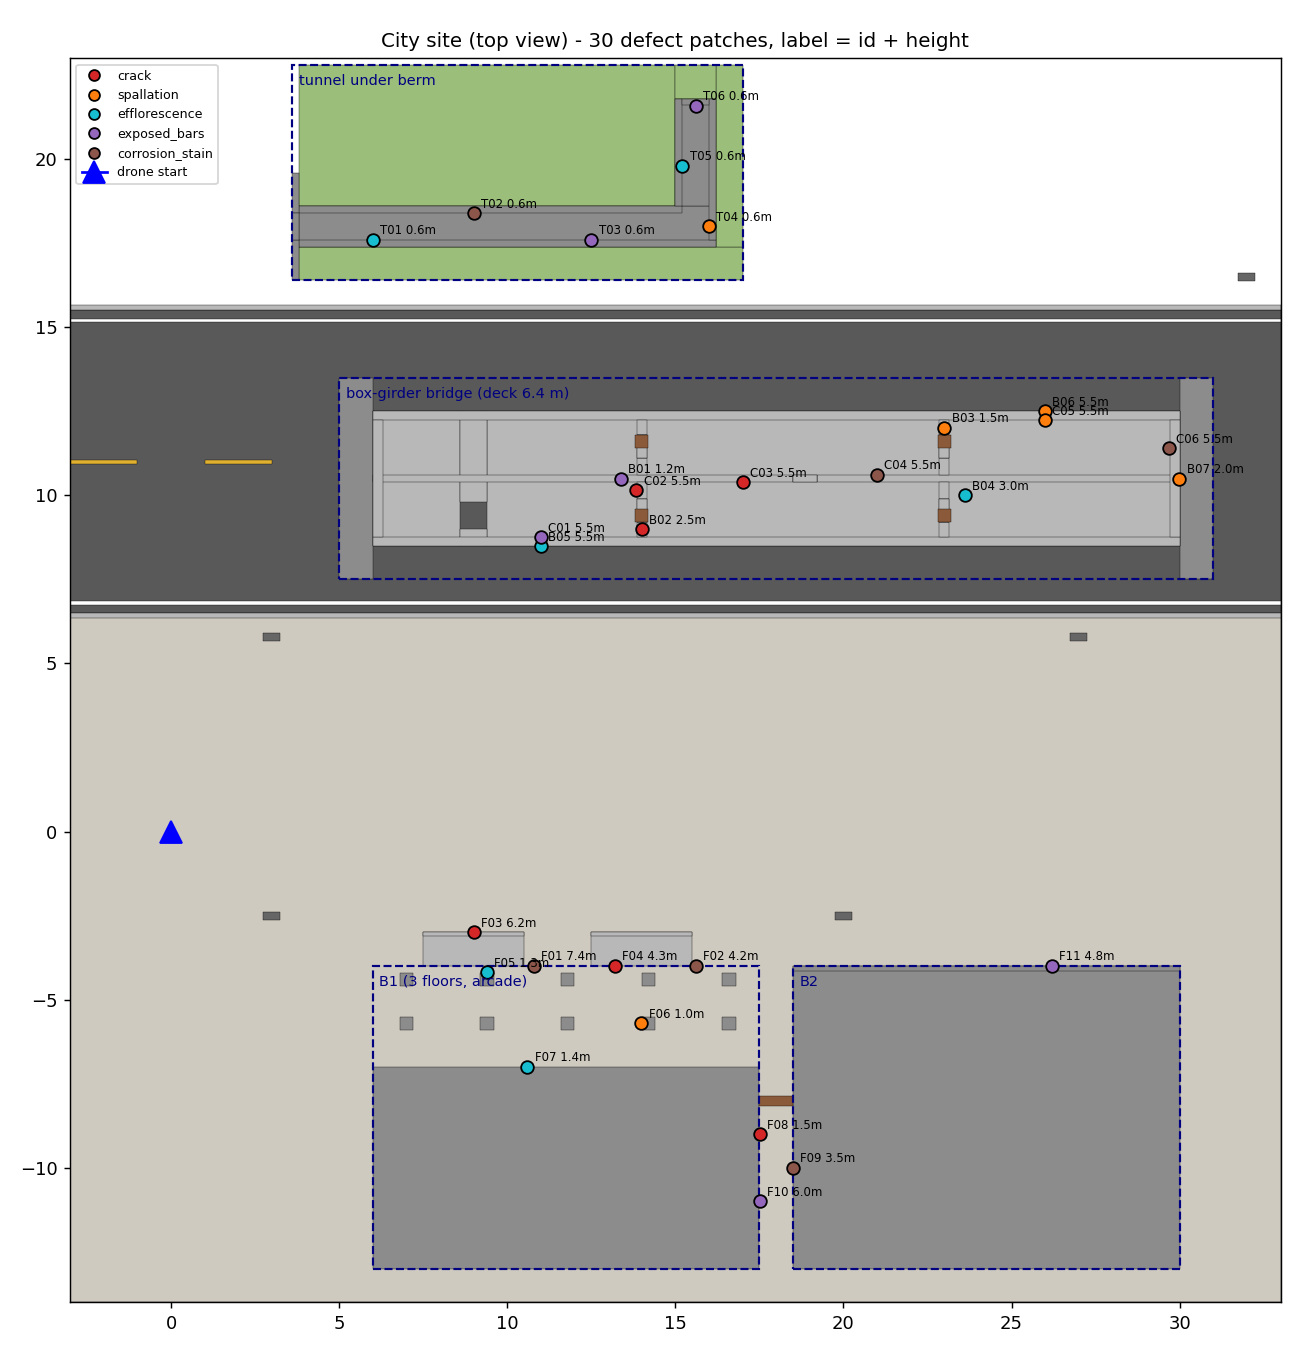 City site (top view) - 30 defect patches, label = id + height
crack
spallation
efflorescence
exposed_bars
corrosion_stain
drone start
tunnel under berm
T06 0.6m
T05 0.6m
T02 0.6m
T04 0.6m
T01 0.6m
T03 0.6m
box-girder bridge (deck 6.4 m)
B06 5.5m
C05 5.5m
B03 1.5m
C06 5.5m
B01 1.2m
C03 5.5m
C04 5.5m
B07 2.0m
C02 5.5m
B04 3.0m
B02 2.5m
C01 5.5m
B05 5.5m
F03 6.2m
F05 1.3m
F01 7.4m
F04 4.3m
F02 4.2m
F11 4.8m
B1 (3 floors, arcade)
B2
F06 1.0m
F07 1.4m
F08 1.5m
F09 3.5m
F10 6.0m
20
15
10
5
0
−5
−10
0
5
10
15
20
25
30